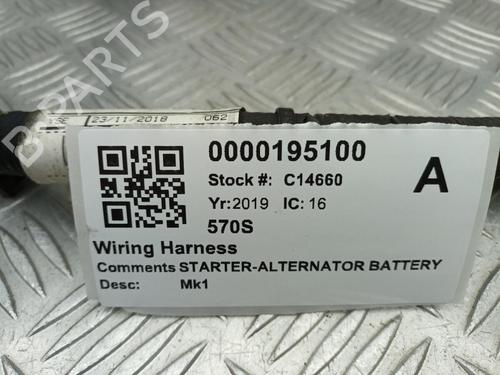 B-PARTS
23/11/2018
062
0000195100
Stock #: C14660
A
Yr:2019 IC: 16
570S
Wiring Harness
Comments STARTER-ALTERNATOR BATTERY
Desc: Mk1